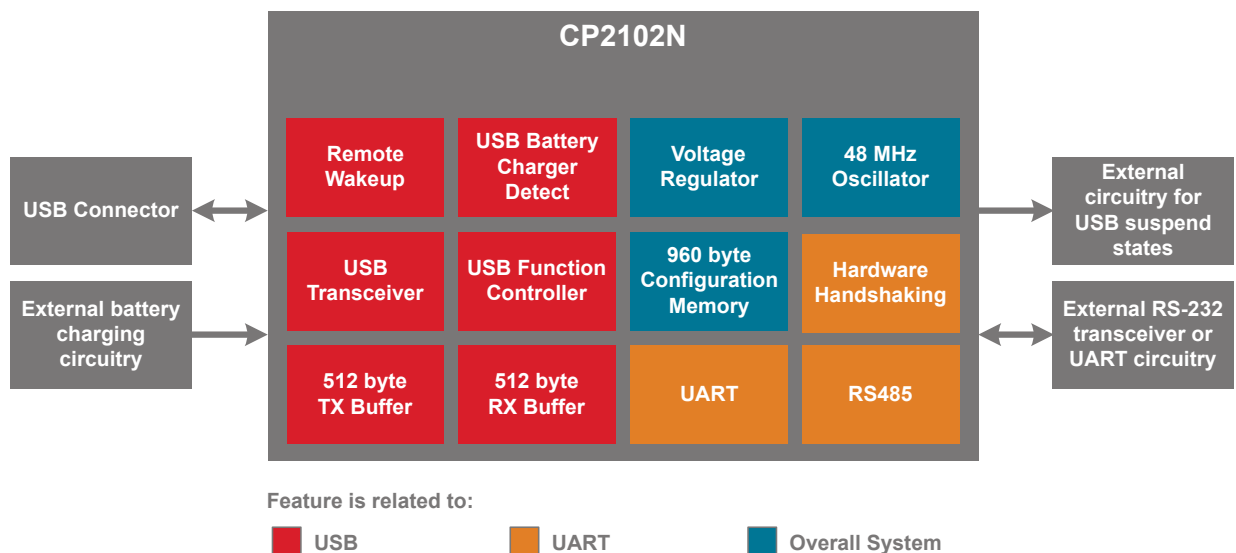 CP2102N
Remote
Wakeup
USB Battery
Charger
Detect
Voltage
Regulator
48 MHz
Oscillator
USB Connector
External
circuitry for
USB suspend
states
USB
Transceiver
USB Function
Controller
960 byte
Configuration
Memory
Hardware
Handshaking
External battery
charging
circuitry
External RS-232
transceiver or
UART circuitry
512 byte
TX Buffer
512 byte
RX Buffer
UART
RS485
Feature is related to:
USB
UART
Overall System